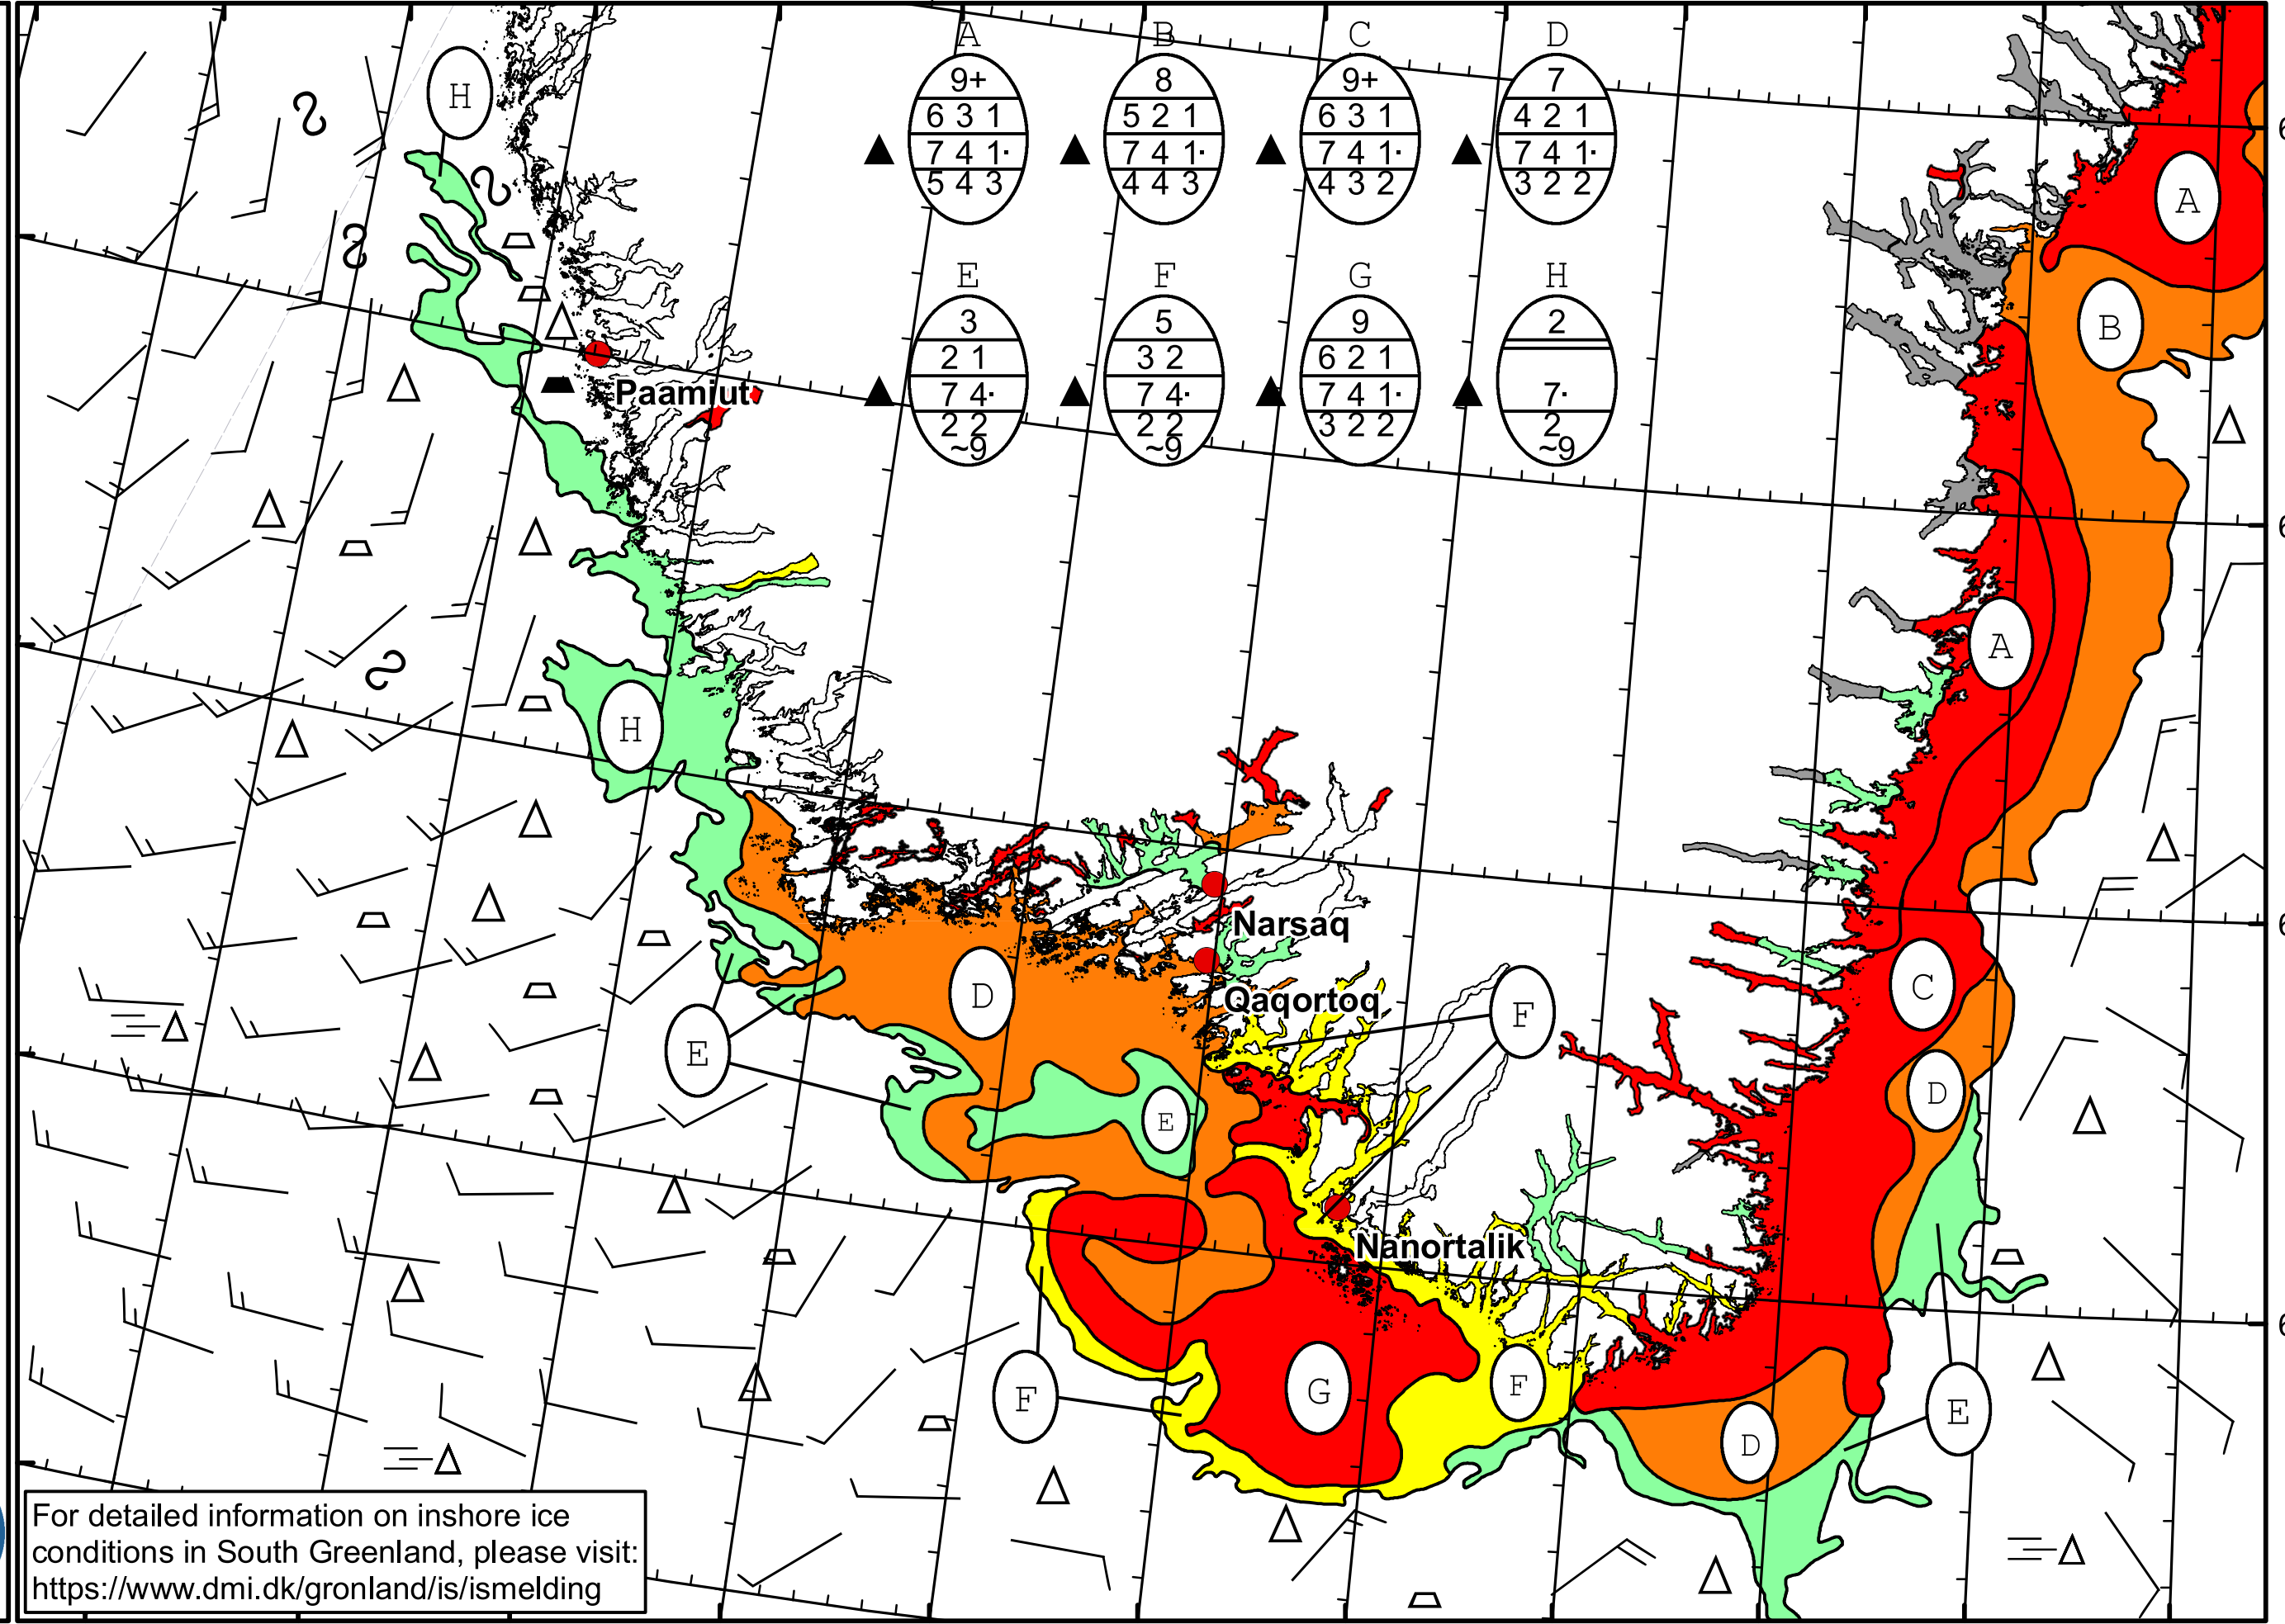 A B C D
9+ 8 9+ 7
6 3 1 5 2 1 6 3 1 4 2 1
7 4 1· 7 4 1· 7 4 1· 7 4 1·
5 4 3 4 4 3 4 3 2 3 2 2
E F G H
3 5 9 2
2 1 3 2 6 2 1
7 4· 7 4· 7 4 1· 7·
2 2 2 2 3 2 2 2
~9 ~9 ~9
H
A
B
Paamiut
A
H
Narsaq
C
D
Qaqortoq
F
E
D
E
Nanortalik
F
G
F
E
D
For detailed information on inshore ice
conditions in South Greenland, please visit:
https://www.dmi.dk/gronland/is/ismelding